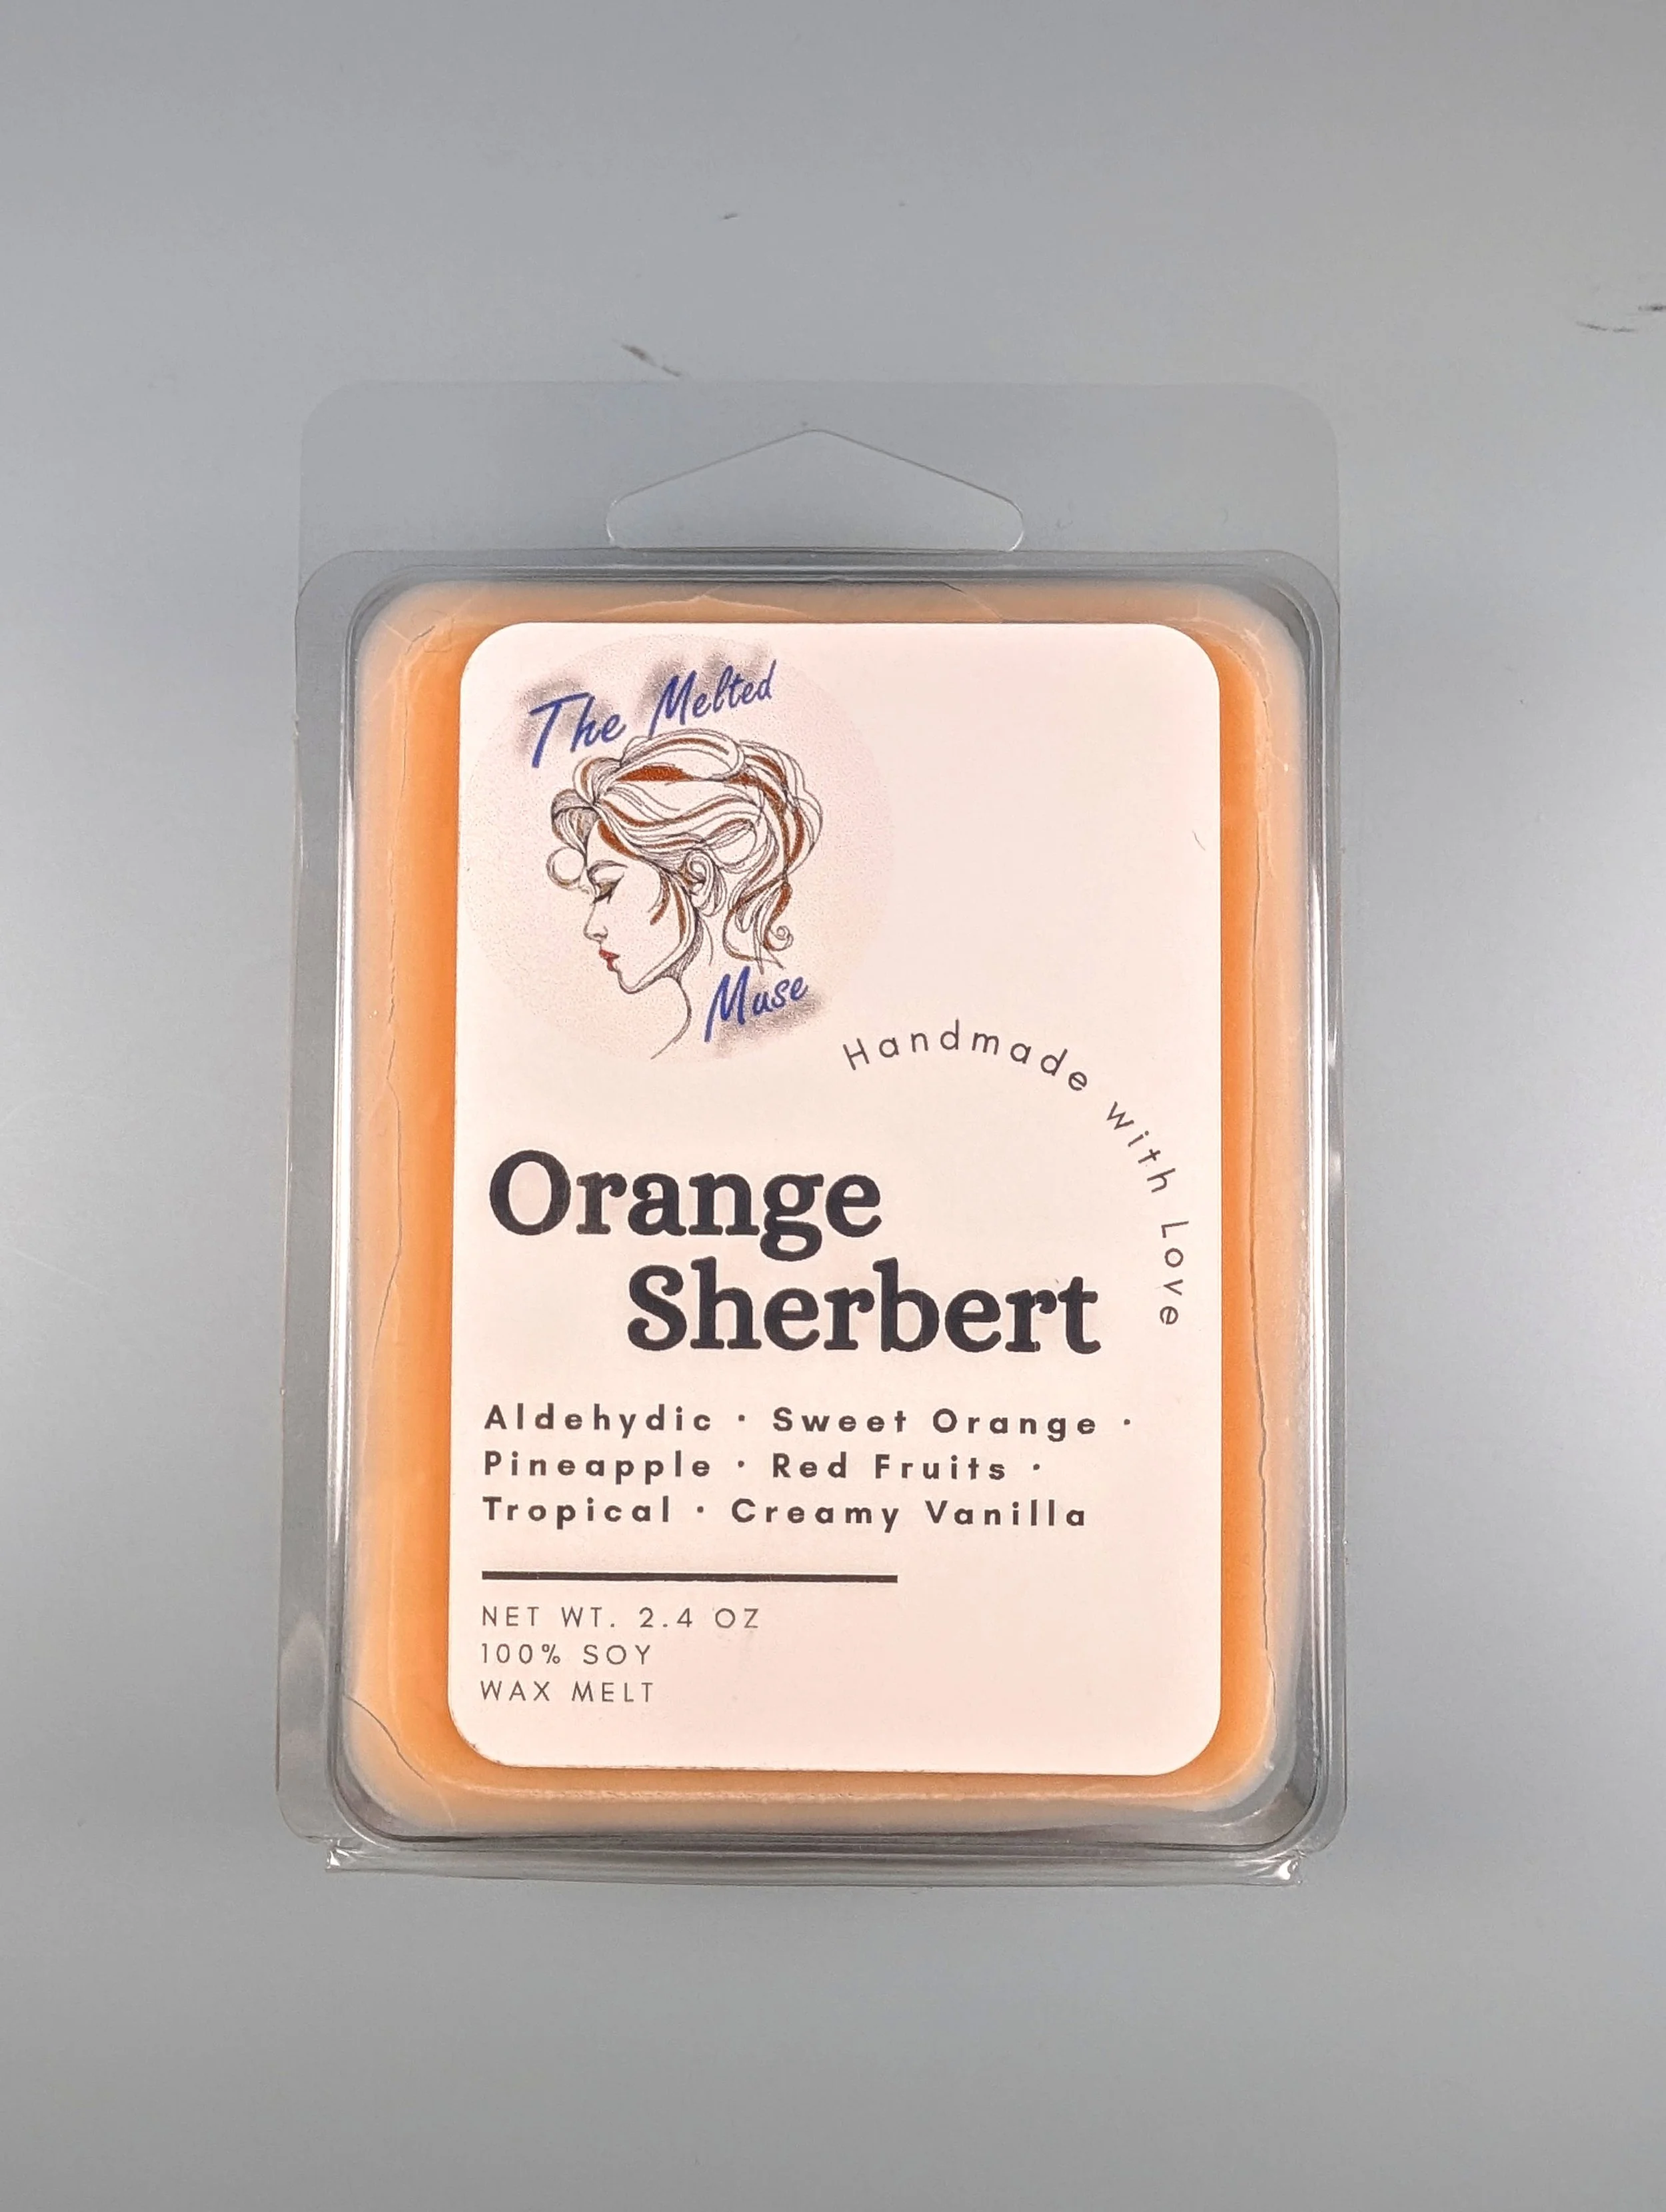 The Melted
Muse
Handmade with Love
Orange
Sherbert
Aldehydic · Sweet Orange ·
Pineapple · Red Fruits ·
Tropical · Creamy Vanilla
NET WT. 2.4 OZ
100% SOY
WAX MELT